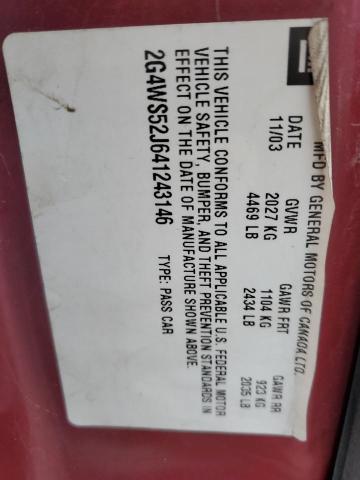 MFD BY GENERAL MOTORS OF CANADA LTD.
DATE GVWR GAWR FRT GAWR RR
11/03 2027 KG 1104 KG 923 KG
4469 LB 2434 LB 2035 LB
THIS VEHICLE CONFORMS TO ALL APPLICABLE U.S. FEDERAL MOTOR
VEHICLE SAFETY, BUMPER, AND THEFT PREVENTION STANDARDS IN
EFFECT ON THE DATE OF MANUFACTURE SHOWN ABOVE.
2G4WS52J641243146 TYPE: PASS CAR